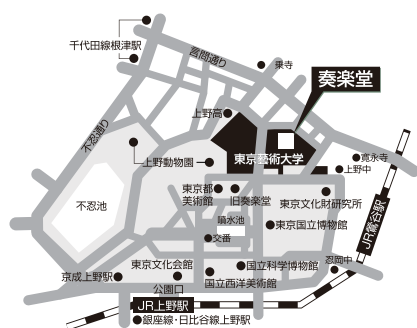 千代田線根津駅
言問通り
東寺
奏楽堂
不忍通り
上野高
東京藝術大学
寛永寺
上野中
上野動物園
東京都
美術館
旧奏楽堂
東京文化財研究所
不忍池
噴水池
東京国立博物館
JR鶯谷駅
交番
忍岡中
東京文化会館
国立科学博物館
京成上野駅
公園口
国立西洋美術館
JR上野駅
銀座線・日比谷線上野駅